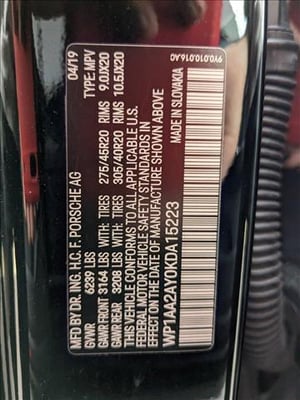 MFD BY DR. ING. H.C. F. PORSCHE AG 04/19
GVWR 6239 LBS TYPE: MPV
GAWR FRONT 3164 LBS WITH: TIRES 275/45R20 RIMS 9.0JX20
GAWR REAR 3208 LBS WITH: TIRES 305/40R20 RIMS 10.5JX20
THIS VEHICLE CONFORMS TO ALL APPLICABLE U.S.
FEDERAL MOTOR VEHICLE SAFETY STANDARDS IN
EFFECT ON THE DATE OF MANUFACTURE SHOWN ABOVE
WP1AA2AY0KDA15223 MADE IN SLOVAKIA
9Y0.010.016.AG